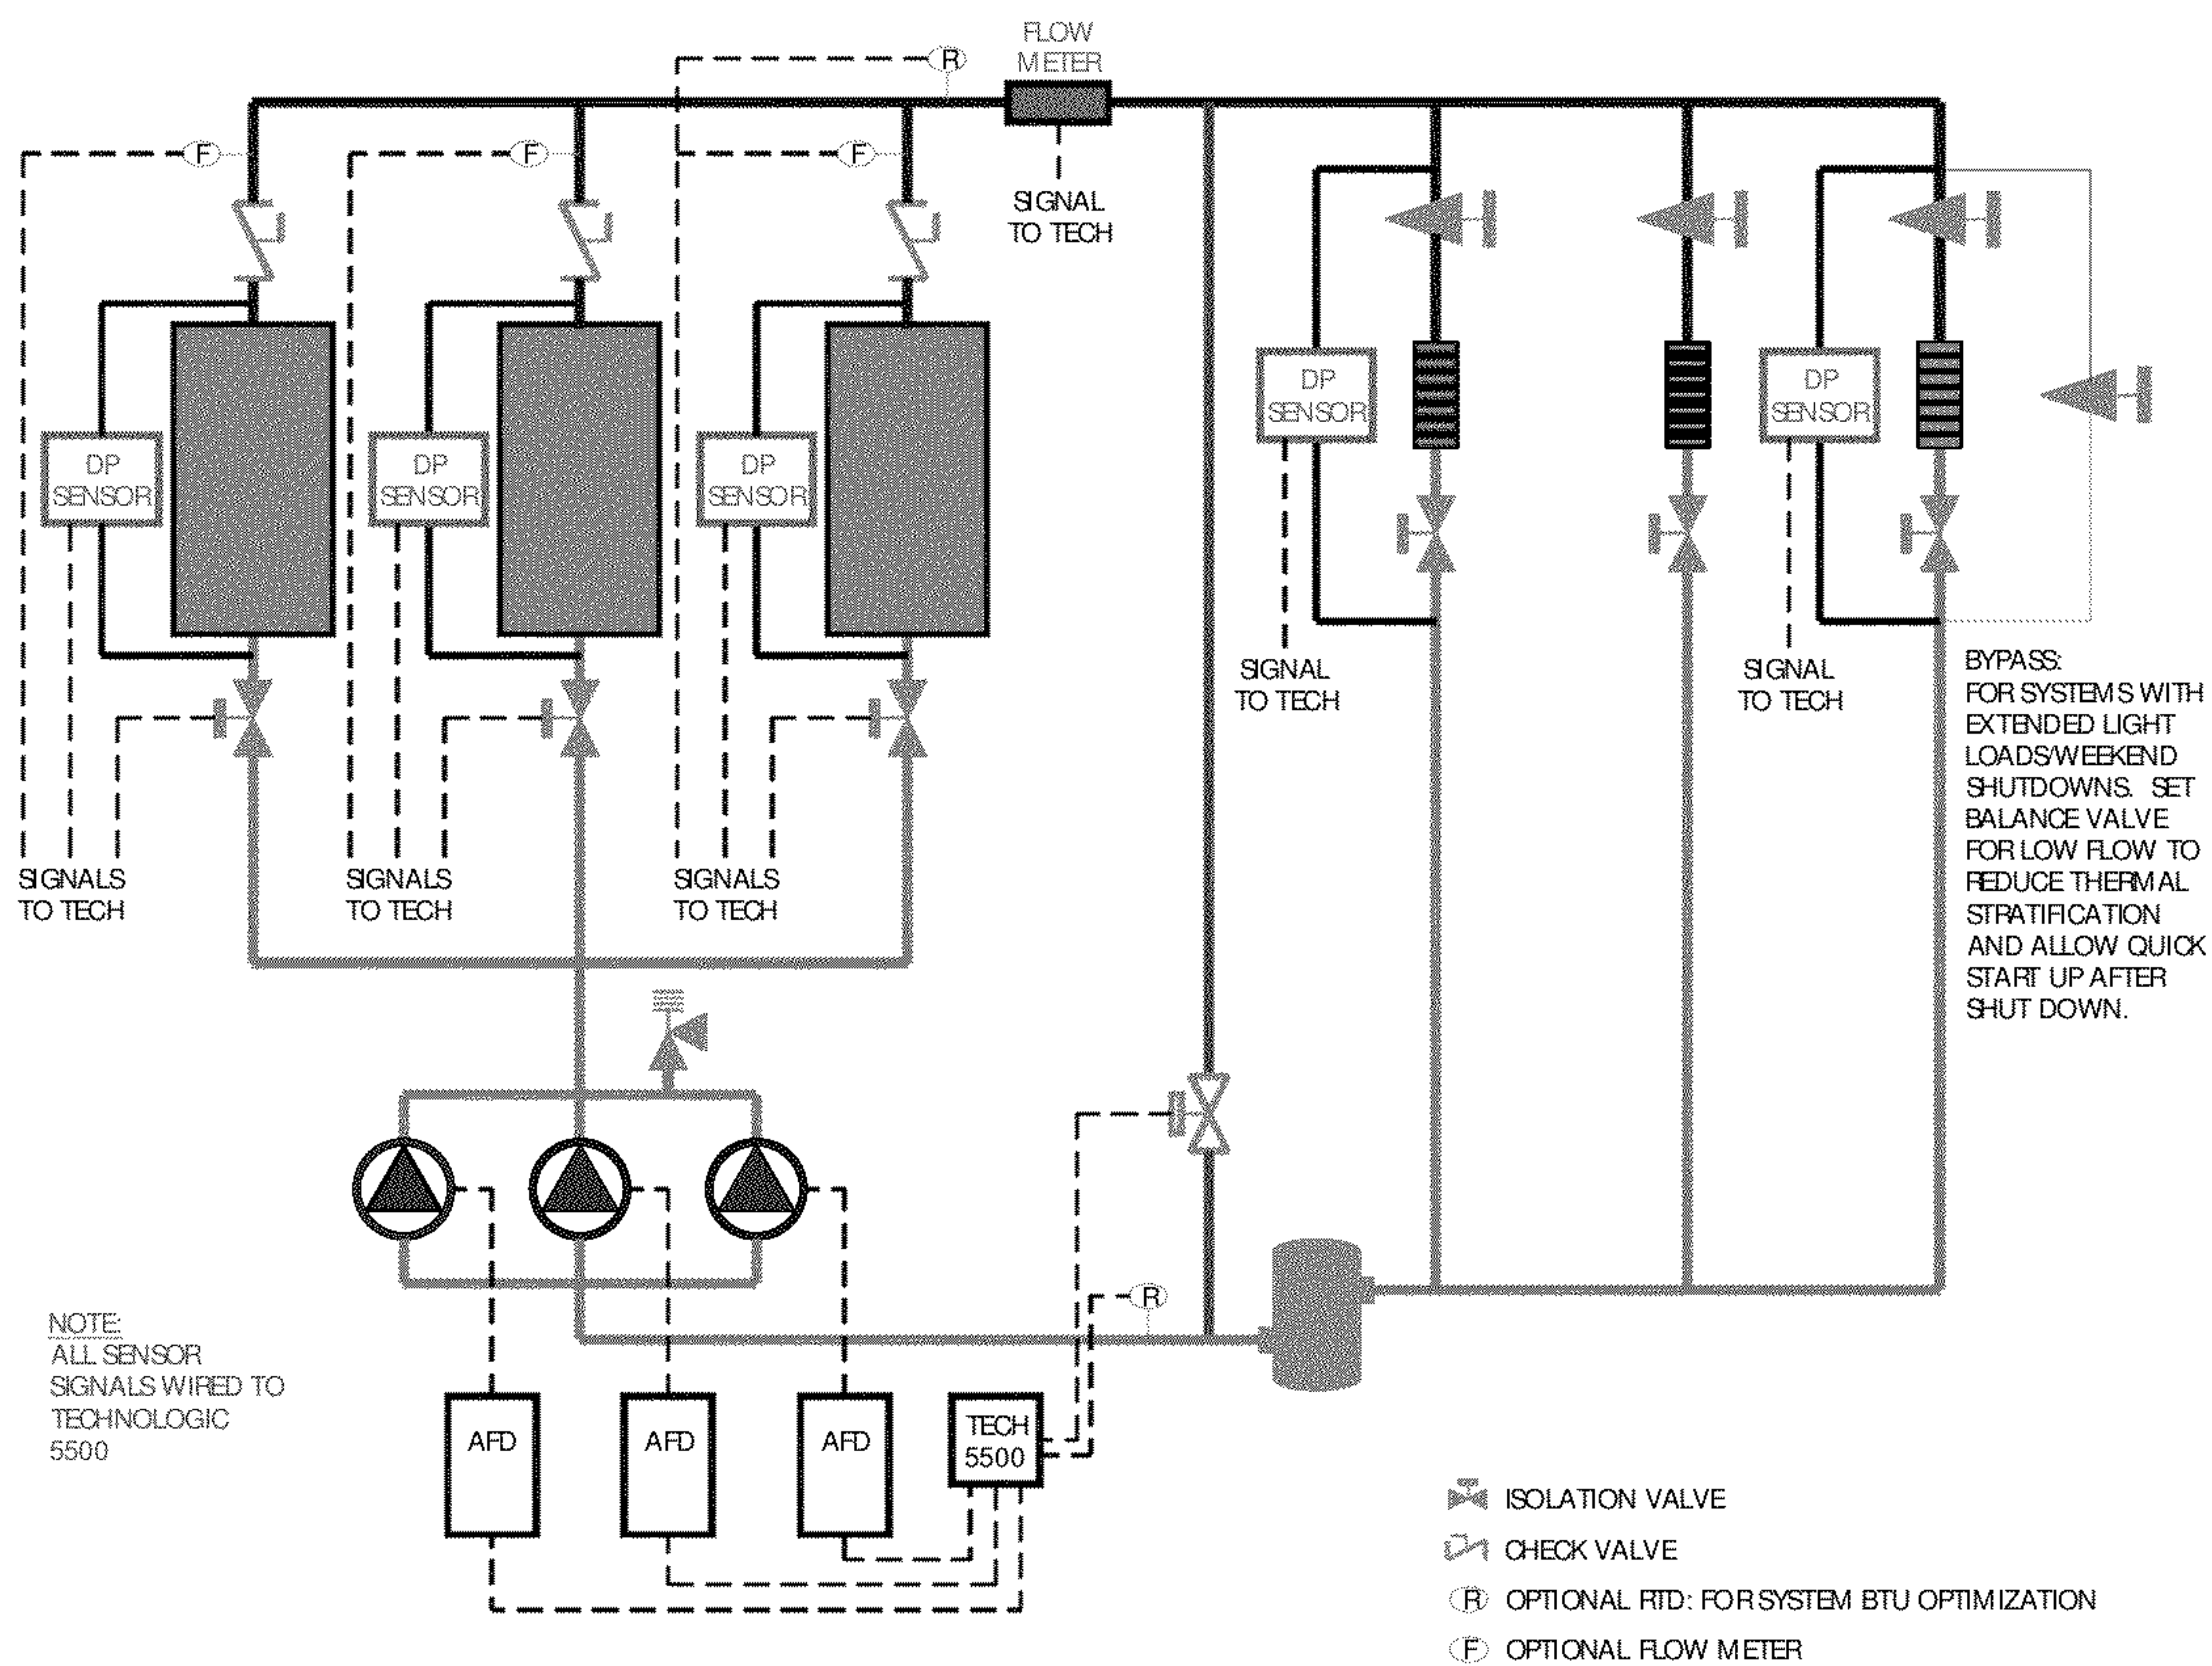 FLOW
METER
R
F
F
F
SIGNAL
TO TECH
DP
SENSOR
DP
SENSOR
DP
SENSOR
DP
SENSOR
DP
SENSOR
SIGNAL
TO TECH
SIGNAL
TO TECH
BYPASS:
FOR SYSTEMS WITH
EXTENDED LIGHT
LOADS/WEEKEND
SHUTDOWNS. SET
BALANCE VALVE
FOR LOW FLOW TO
REDUCE THERMAL
STRATIFICATION
AND ALLOW QUICK
START UP AFTER
SHUT DOWN.
SIGNALS
TO TECH
SIGNALS
TO TECH
SIGNALS
TO TECH
R
NOTE:
ALL SENSOR
SIGNALS WIRED TO
TECHNOLOGIC
5500
AFD
AFD
AFD
TECH
5500
ISOLATION VALVE
CHECK VALVE
R OPTIONAL RTD: FOR SYSTEM BTU OPTIMIZATION
F OPTIONAL FLOW METER